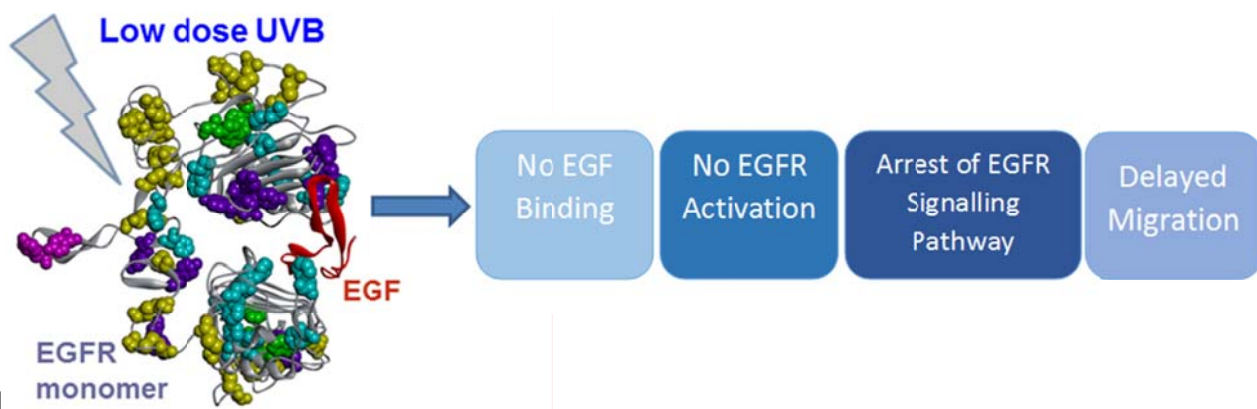 Low dose UVB
EGF
EGFR
monomer
No EGF
Binding
No EGFR
Activation
Arrest of EGFR
Signalling
Pathway
Delayed
Migration